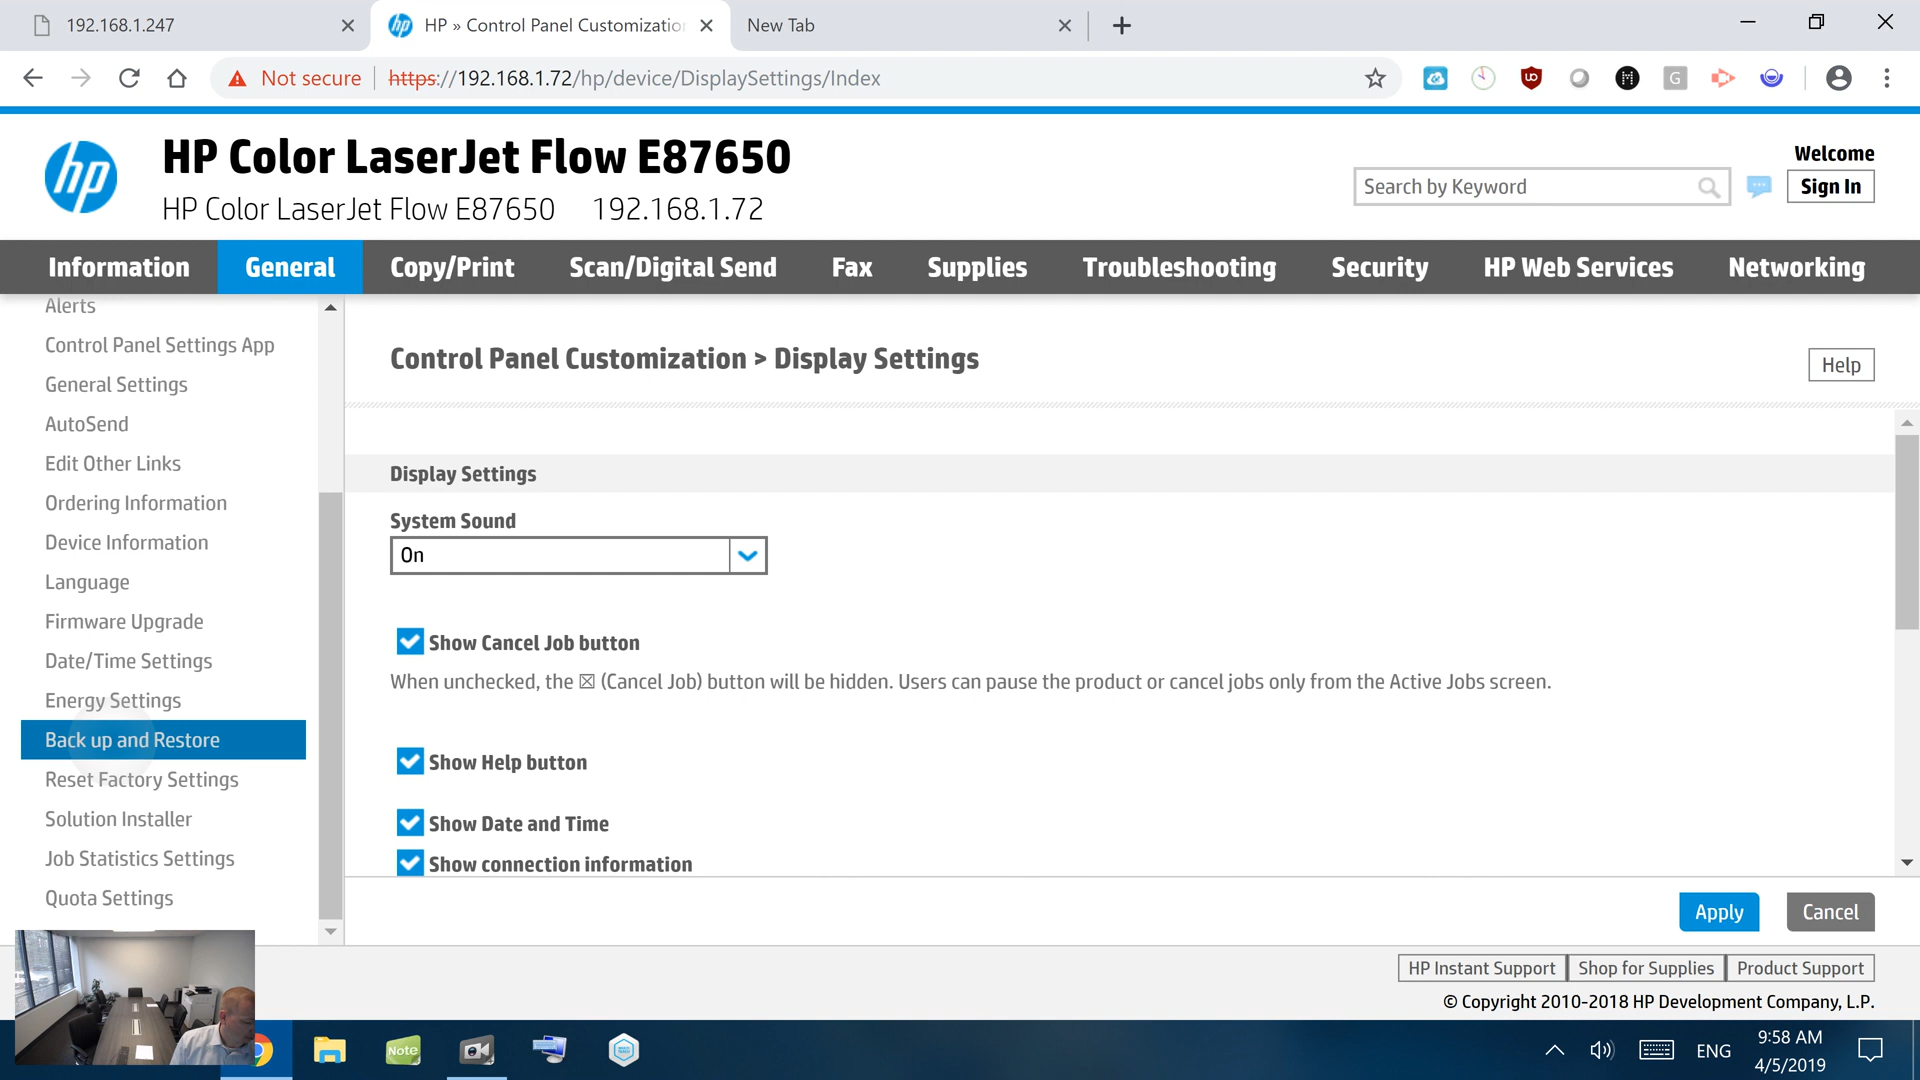 192.168.1.247
HP » Control Panel Customizatio
New Tab
Not secure
https://192.168.1.72/hp/device/DisplaySettings/Index
hp
HP Color LaserJet Flow E87650
HP Color LaserJet Flow E87650 192.168.1.72
Welcome
Search by Keyword
Sign In
Information
General
Copy/Print
Scan/Digital Send
Fax
Supplies
Troubleshooting
Security
HP Web Services
Networking
Alerts
Control Panel Settings App
General Settings
AutoSend
Edit Other Links
Ordering Information
Device Information
Language
Firmware Upgrade
Date/Time Settings
Energy Settings
Back up and Restore
Reset Factory Settings
Solution Installer
Job Statistics Settings
Quota Settings
Control Panel Customization > Display Settings
Help
Display Settings
System Sound
On
Show Cancel Job button
When unchecked, the ☒ (Cancel Job) button will be hidden. Users can pause the product or cancel jobs only from the Active Jobs screen.
Show Help button
Show Date and Time
Show connection information
Apply
Cancel
HP Instant Support
Shop for Supplies
Product Support
© Copyright 2010-2018 HP Development Company, L.P.
Note
ENG
9:58 AM
4/5/2019